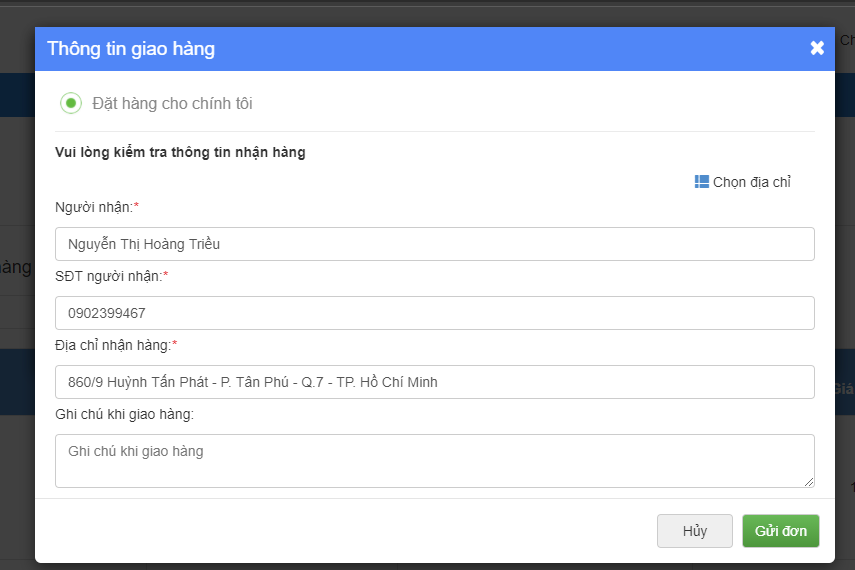 Thông tin giao hàng
Đặt hàng cho chính tôi
Vui lòng kiểm tra thông tin nhận hàng
Chọn địa chỉ
Người nhận:*
Nguyễn Thị Hoàng Triều
SĐT người nhận:*
0902399467
Địa chỉ nhận hàng:*
860/9 Huỳnh Tấn Phát - P. Tân Phú - Q.7 - TP. Hồ Chí Minh
Ghi chú khi giao hàng:
Ghi chú khi giao hàng
Hủy
Gửi đơn